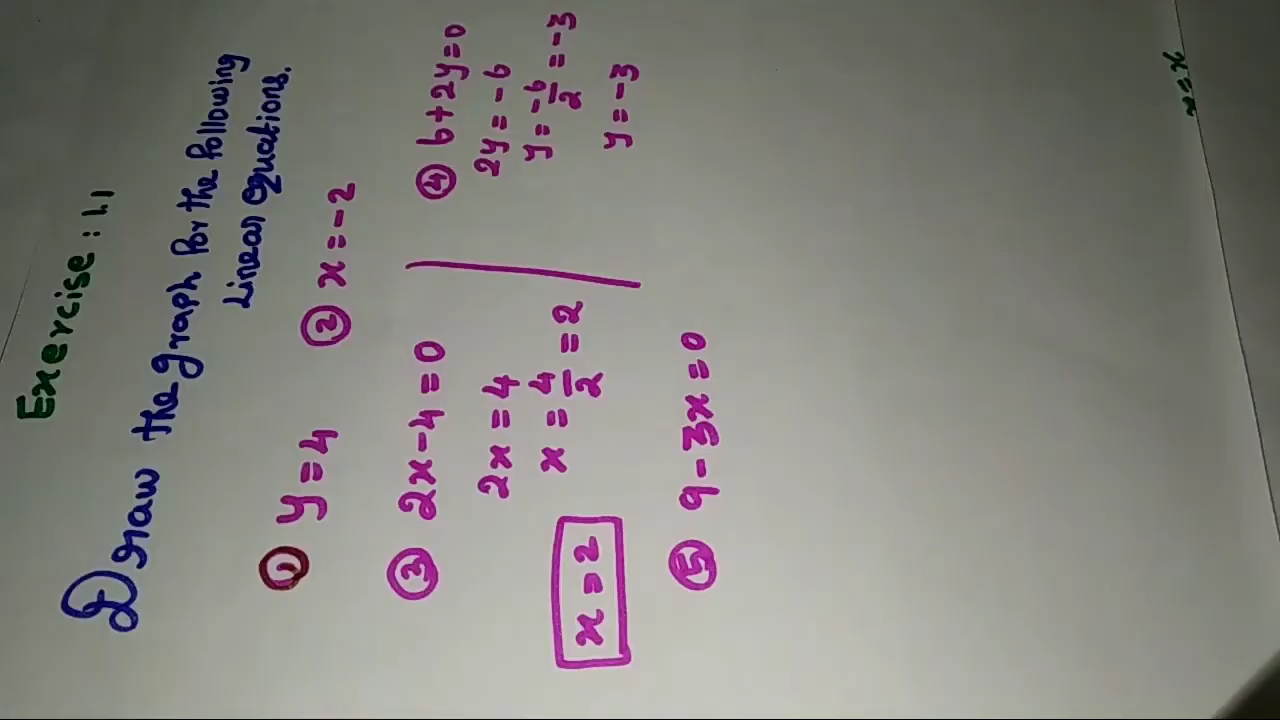 Exercise : 1.1
Draw the graph for the following
Linear equations.
① y = 4 ② x = -2
③ 2x - 4 = 0
2x = 4
x = 4/2 = 2
x = 2
④ 6 + 2y = 0
2y = -6
y = -6/2 = -3
y = -3
⑤ 9 - 3x = 0